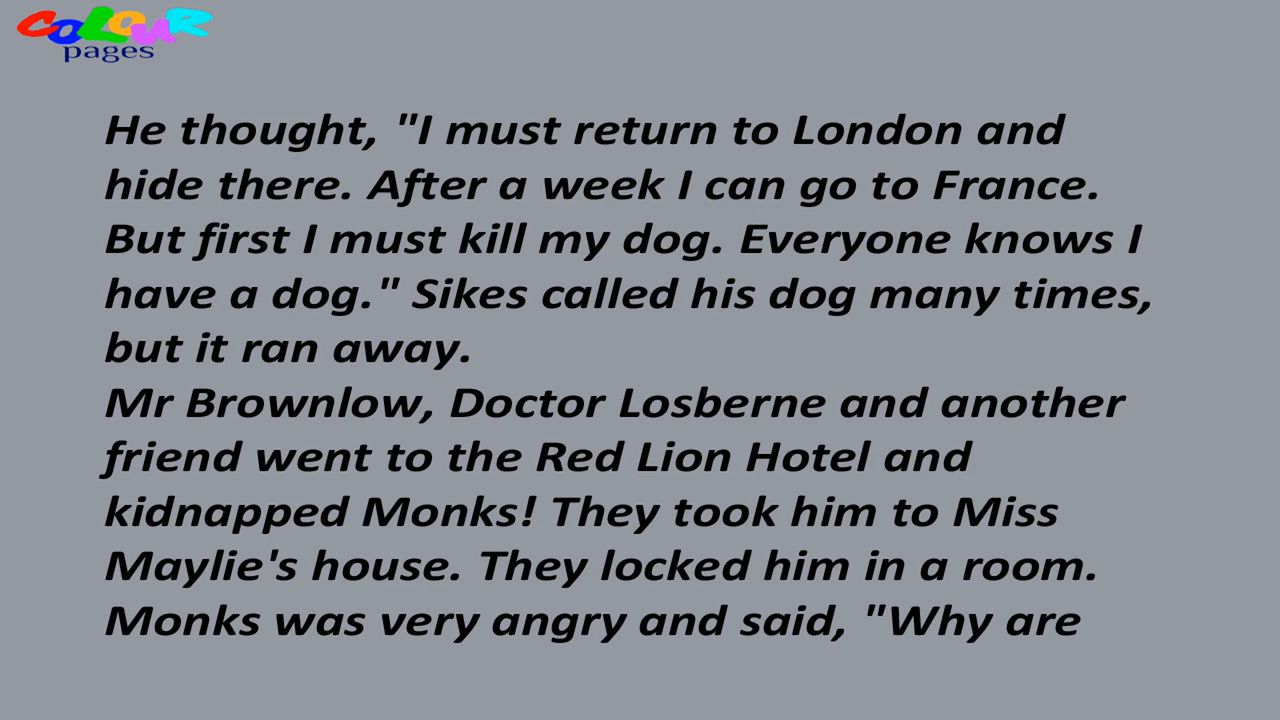 COLOUR
pages
He thought, "I must return to London and
hide there. After a week I can go to France.
But first I must kill my dog. Everyone knows I
have a dog." Sikes called his dog many times,
but it ran away.
Mr Brownlow, Doctor Losberne and another
friend went to the Red Lion Hotel and
kidnapped Monks! They took him to Miss
Maylie's house. They locked him in a room.
Monks was very angry and said, "Why are